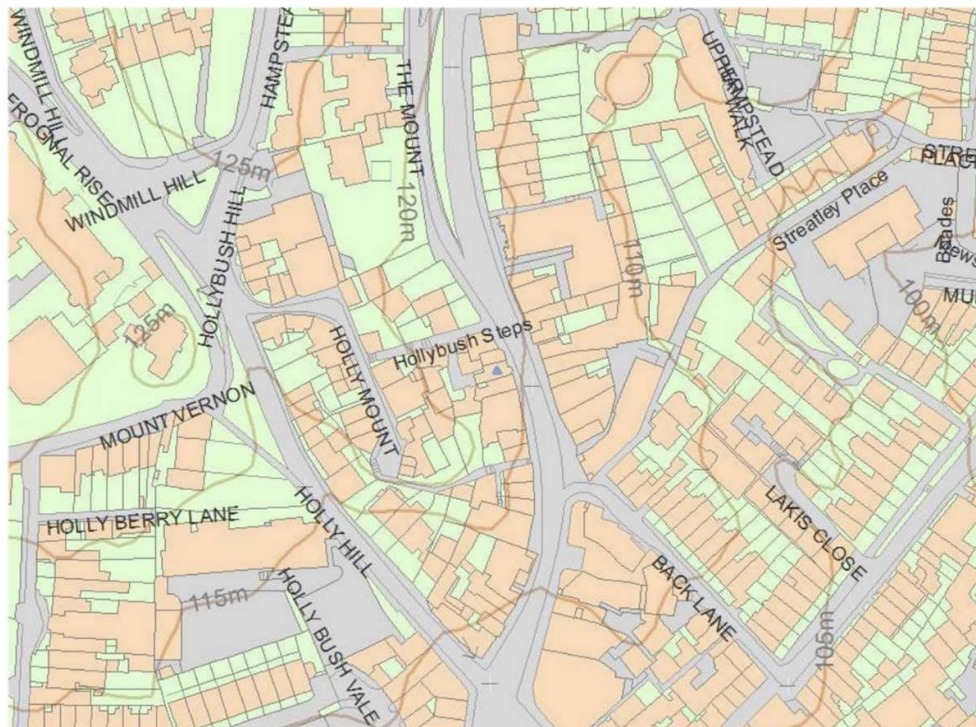 WINDMILL HILL
HAMPSTEA
THE MOUNT
UPPER
HAMPSTEAD
WALK
FROGNAL RISE
125m
STRE
PLACE
WINDMILL HILL
120m
Streatley Place
HOLLYBUSH HILL
110m
Mews
MU
100m
125m
Hollybush Steps
HOLLY MOUNT
MOUNT VERNON
HOLLY BERRY LANE
HOLLY HILL
LAKIS CLOSE
BACK LANE
115m
HOLLY BUSH VALE
105m